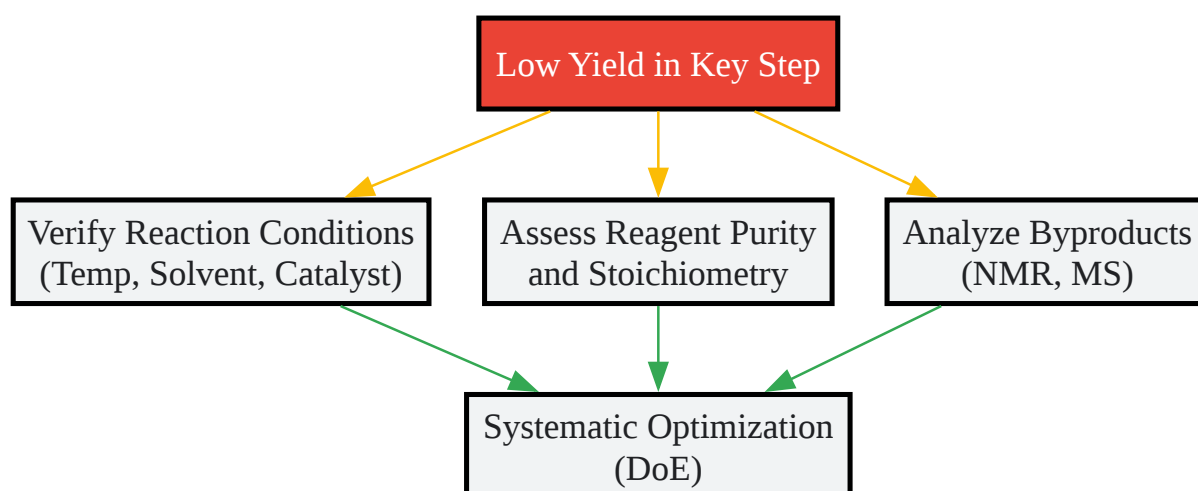 Low Yield in Key Step
Verify Reaction Conditions
(Temp, Solvent, Catalyst)
Assess Reagent Purity
and Stoichiometry
Analyze Byproducts
(NMR, MS)
Systematic Optimization
(DoE)